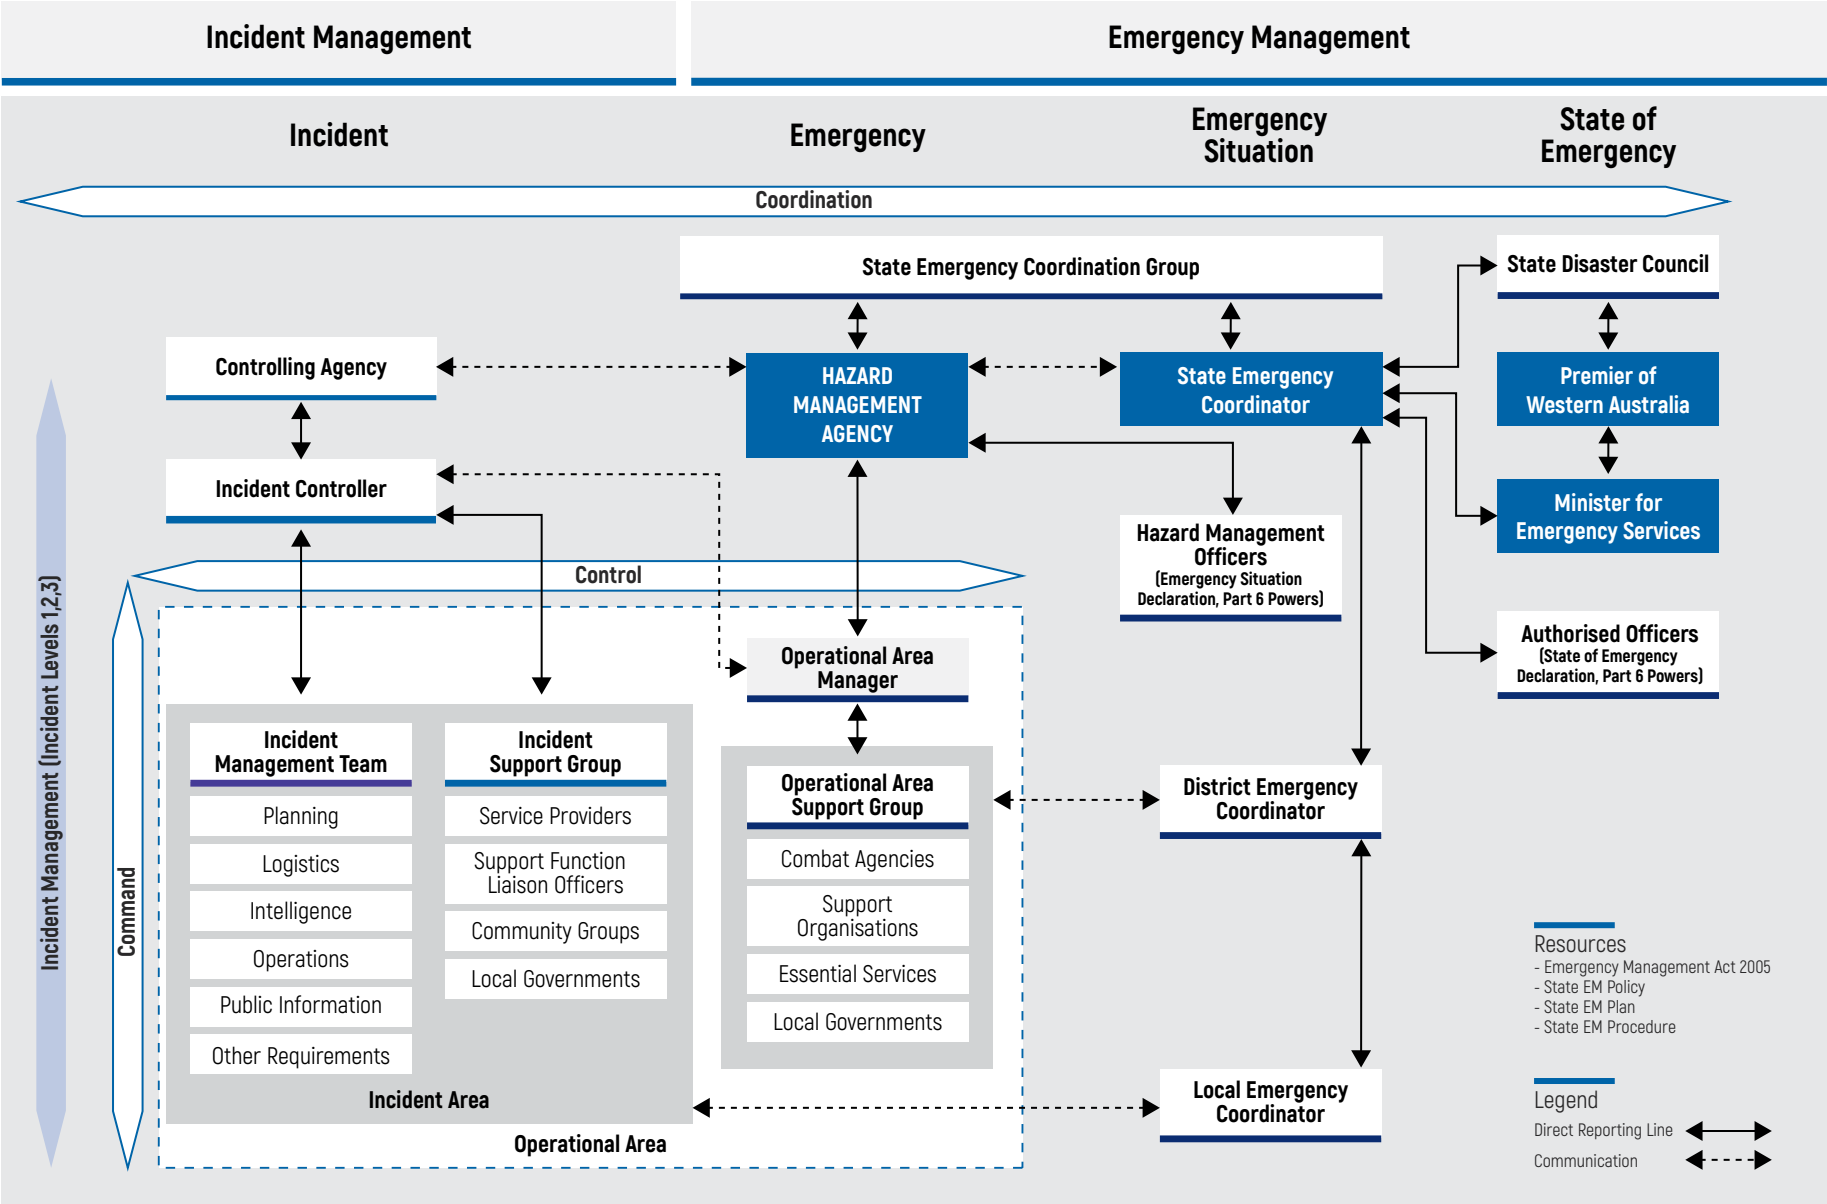 Incident Management
Emergency Management
Incident
Emergency
Emergency
Situation
State of
Emergency
Coordination
State Emergency Coordination Group
State Disaster Council
Controlling Agency
HAZARD
MANAGEMENT
AGENCY
State Emergency
Coordinator
Premier of
Western Australia
Incident Controller
Minister for
Emergency Services
Hazard Management
Officers
(Emergency Situation
Declaration, Part 6 Powers)
Control
Authorised Officers
(State of Emergency
Declaration, Part 6 Powers)
Operational Area
Manager
Incident Management (Incident Levels 1,2,3)
Command
Incident
Management Team
Planning
Logistics
Intelligence
Operations
Public Information
Other Requirements
Incident
Support Group
Service Providers
Support Function
Liaison Officers
Community Groups
Local Governments
Incident Area
Operational Area
Support Group
Combat Agencies
Support
Organisations
Essential Services
Local Governments
Operational Area
District Emergency
Coordinator
Local Emergency
Coordinator
Resources
- Emergency Management Act 2005
- State EM Policy
- State EM Plan
- State EM Procedure
Legend
Direct Reporting Line
Communication